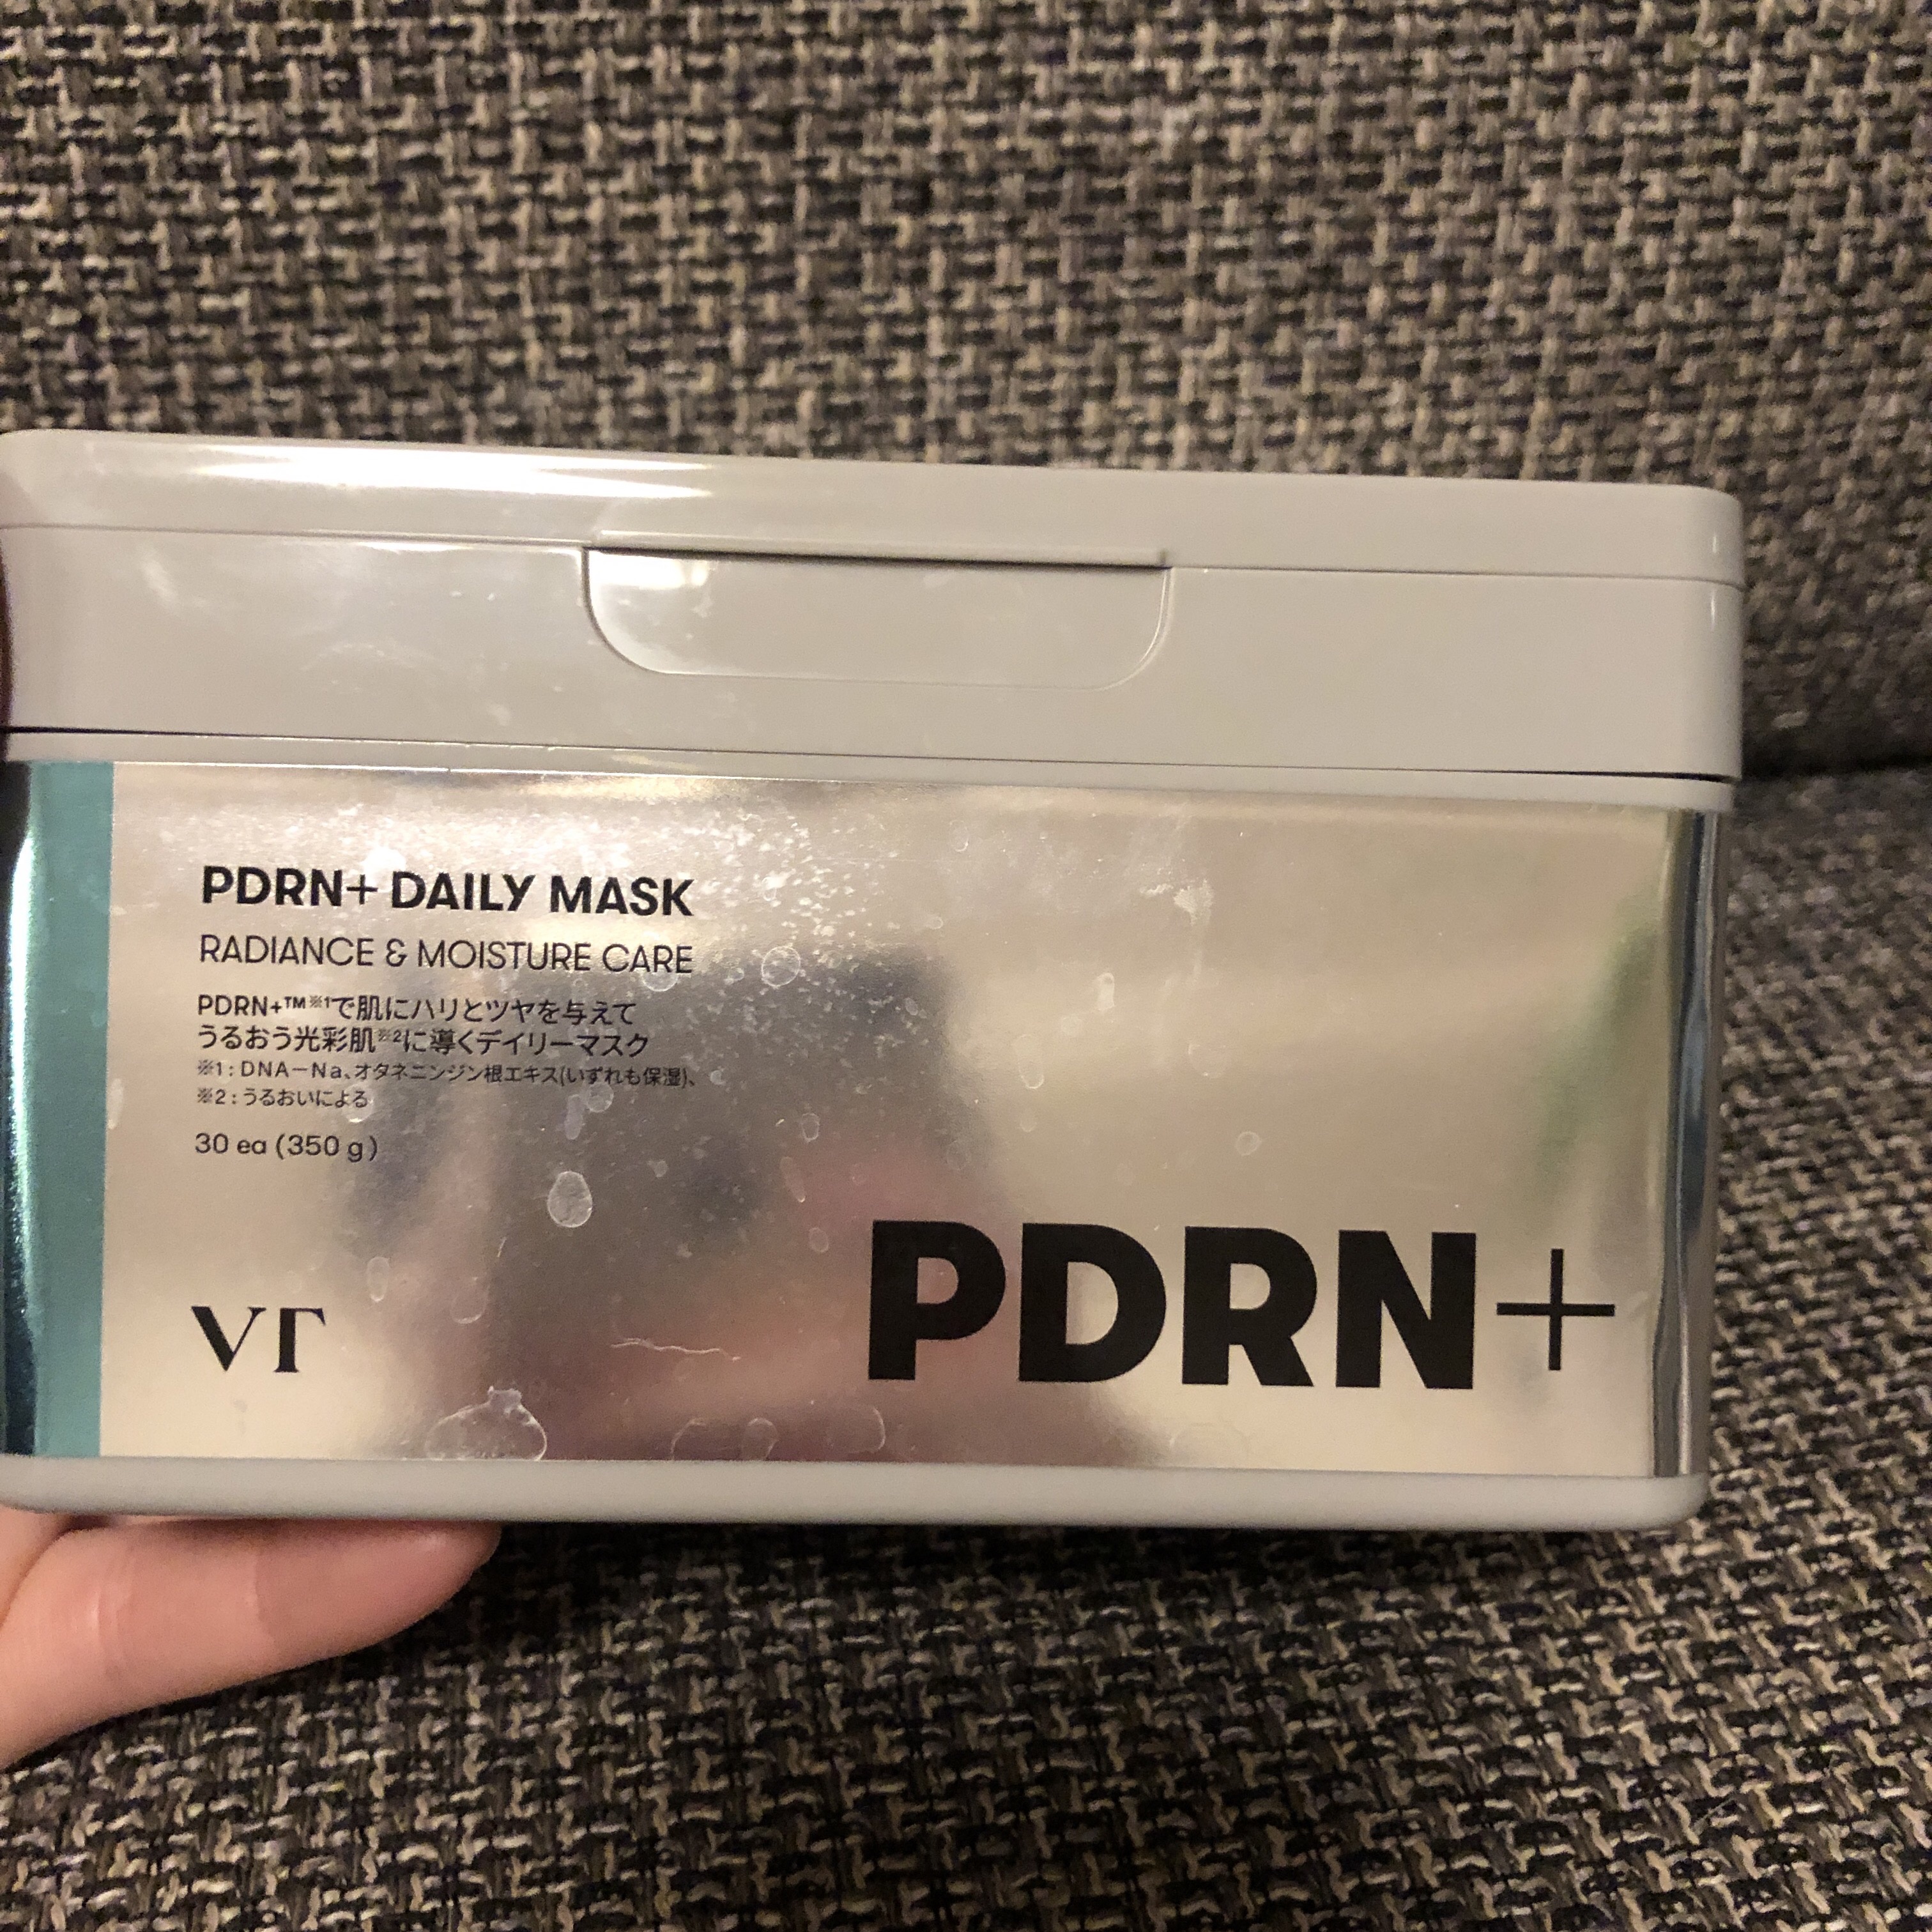 PDRN+ DAILY MASK
RADIANCE & MOISTURE CARE
PDRN+™※1で肌にハリとツヤを与えて
うるおう光彩肌※2に導くデイリーマスク
※1：DNA－Na、オタネニンジン根エキス(いずれも保湿)、
※2：うるおいによる
30 ea (350 g)
VT
PDRN+